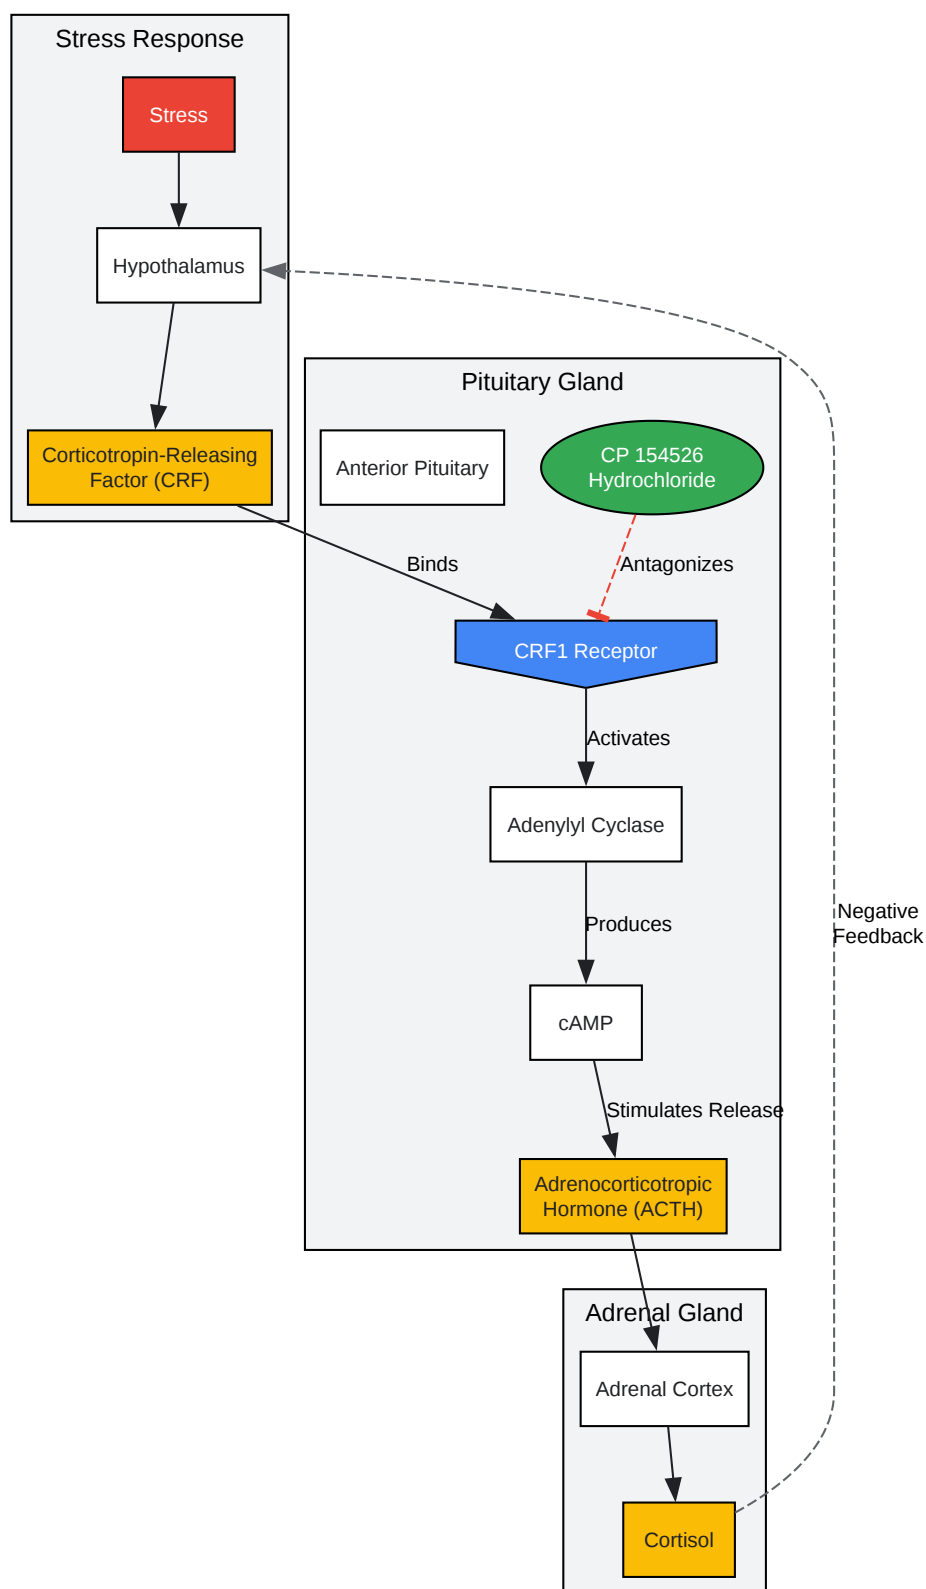 Stress Response
Stress
Hypothalamus
Corticotropin-Releasing
Factor (CRF)
Pituitary Gland
Anterior Pituitary
CP 154526
Hydrochloride
Binds
Antagonizes
CRF1 Receptor
Activates
Adenylyl Cyclase
Produces
Negative
Feedback
cAMP
Stimulates Release
Adrenocorticotropic
Hormone (ACTH)
Adrenal Gland
Adrenal Cortex
Cortisol